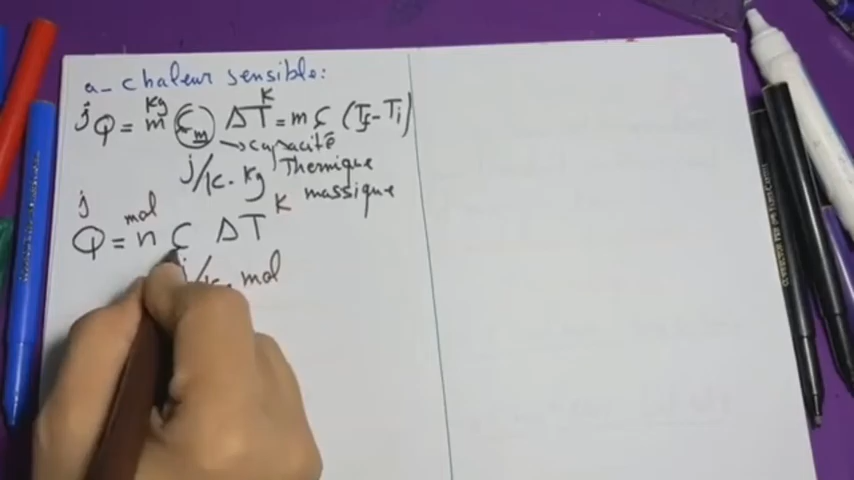 a- chaleur sensible:
j Kg K
Q = m Cm ΔT = m C (Tf - Ti)
→ capacité
j/K. Kg Thermique
massique
j mol K
Q = n C ΔT
j/K. mol